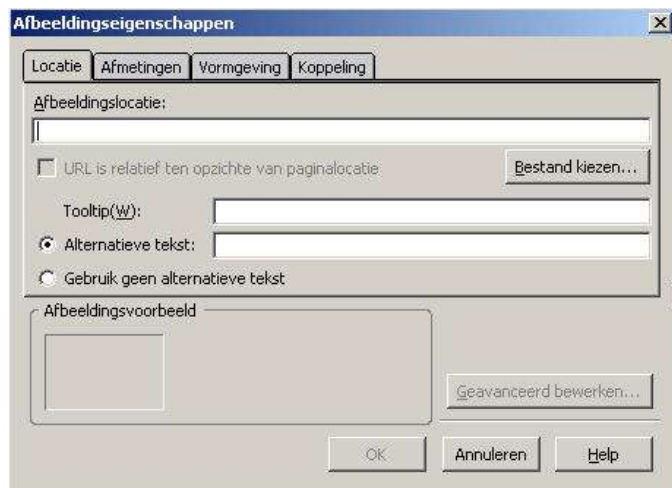 Afbeeldingseigenschappen
Locatie Afmetingen Vormgeving Koppeling
Afbeeldingslocatie:
URL is relatief ten opzichte van paginalocatie
Bestand kiezen...
Tooltip(W):
Alternatieve tekst:
Gebruik geen alternatieve tekst
Afbeeldingsvoorbeeld
Geavanceerd bewerken...
OK Annuleren Help